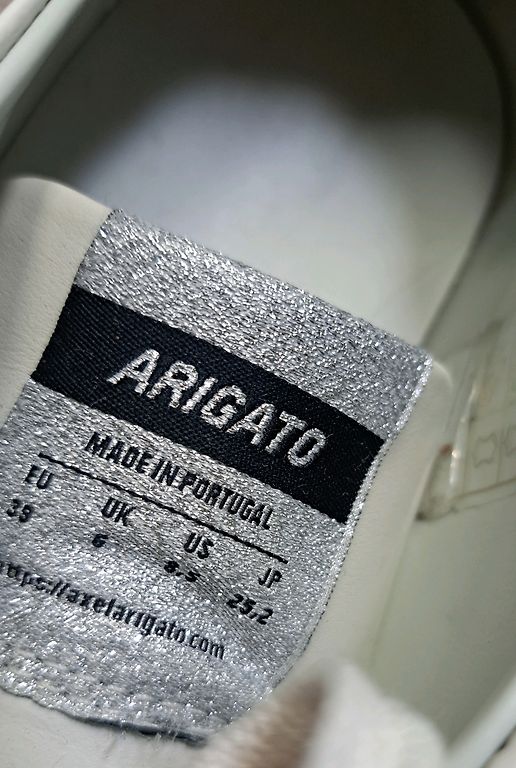 ARIGATO
MADE IN PORTUGAL
EU UK US JP
39 6 8.5 25,2
https://axelarigato.com